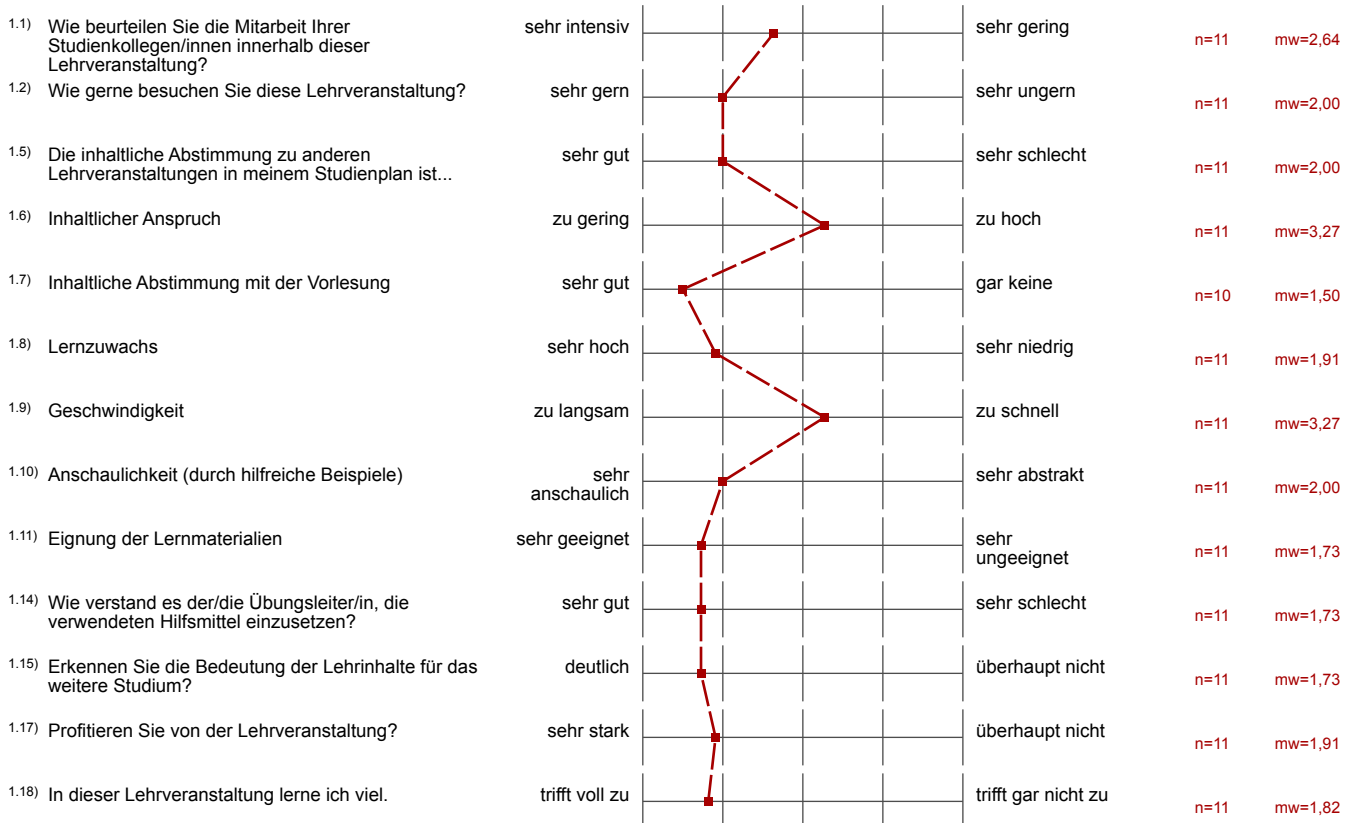 1.1) Wie beurteilen Sie die Mitarbeit Ihrer
Studienkollegen/innen innerhalb dieser
Lehrveranstaltung?
sehr intensiv
sehr gering
n=11 mw=2,64
1.2) Wie gerne besuchen Sie diese Lehrveranstaltung?
sehr gern
sehr ungern
n=11 mw=2,00
1.5) Die inhaltliche Abstimmung zu anderen
Lehrveranstaltungen in meinem Studienplan ist...
sehr gut
sehr schlecht
n=11 mw=2,00
1.6) Inhaltlicher Anspruch
zu gering
zu hoch
n=11 mw=3,27
1.7) Inhaltliche Abstimmung mit der Vorlesung
sehr gut
gar keine
n=10 mw=1,50
1.8) Lernzuwachs
sehr hoch
sehr niedrig
n=11 mw=1,91
1.9) Geschwindigkeit
zu langsam
zu schnell
n=11 mw=3,27
1.10) Anschaulichkeit (durch hilfreiche Beispiele)
sehr
anschaulich
sehr abstrakt
n=11 mw=2,00
1.11) Eignung der Lernmaterialien
sehr geeignet
sehr
ungeeignet
n=11 mw=1,73
1.14) Wie verstand es der/die Übungsleiter/in, die
verwendeten Hilfsmittel einzusetzen?
sehr gut
sehr schlecht
n=11 mw=1,73
1.15) Erkennen Sie die Bedeutung der Lehrinhalte für das
weitere Studium?
deutlich
überhaupt nicht
n=11 mw=1,73
1.17) Profitieren Sie von der Lehrveranstaltung?
sehr stark
überhaupt nicht
n=11 mw=1,91
1.18) In dieser Lehrveranstaltung lerne ich viel.
trifft voll zu
trifft gar nicht zu
n=11 mw=1,82